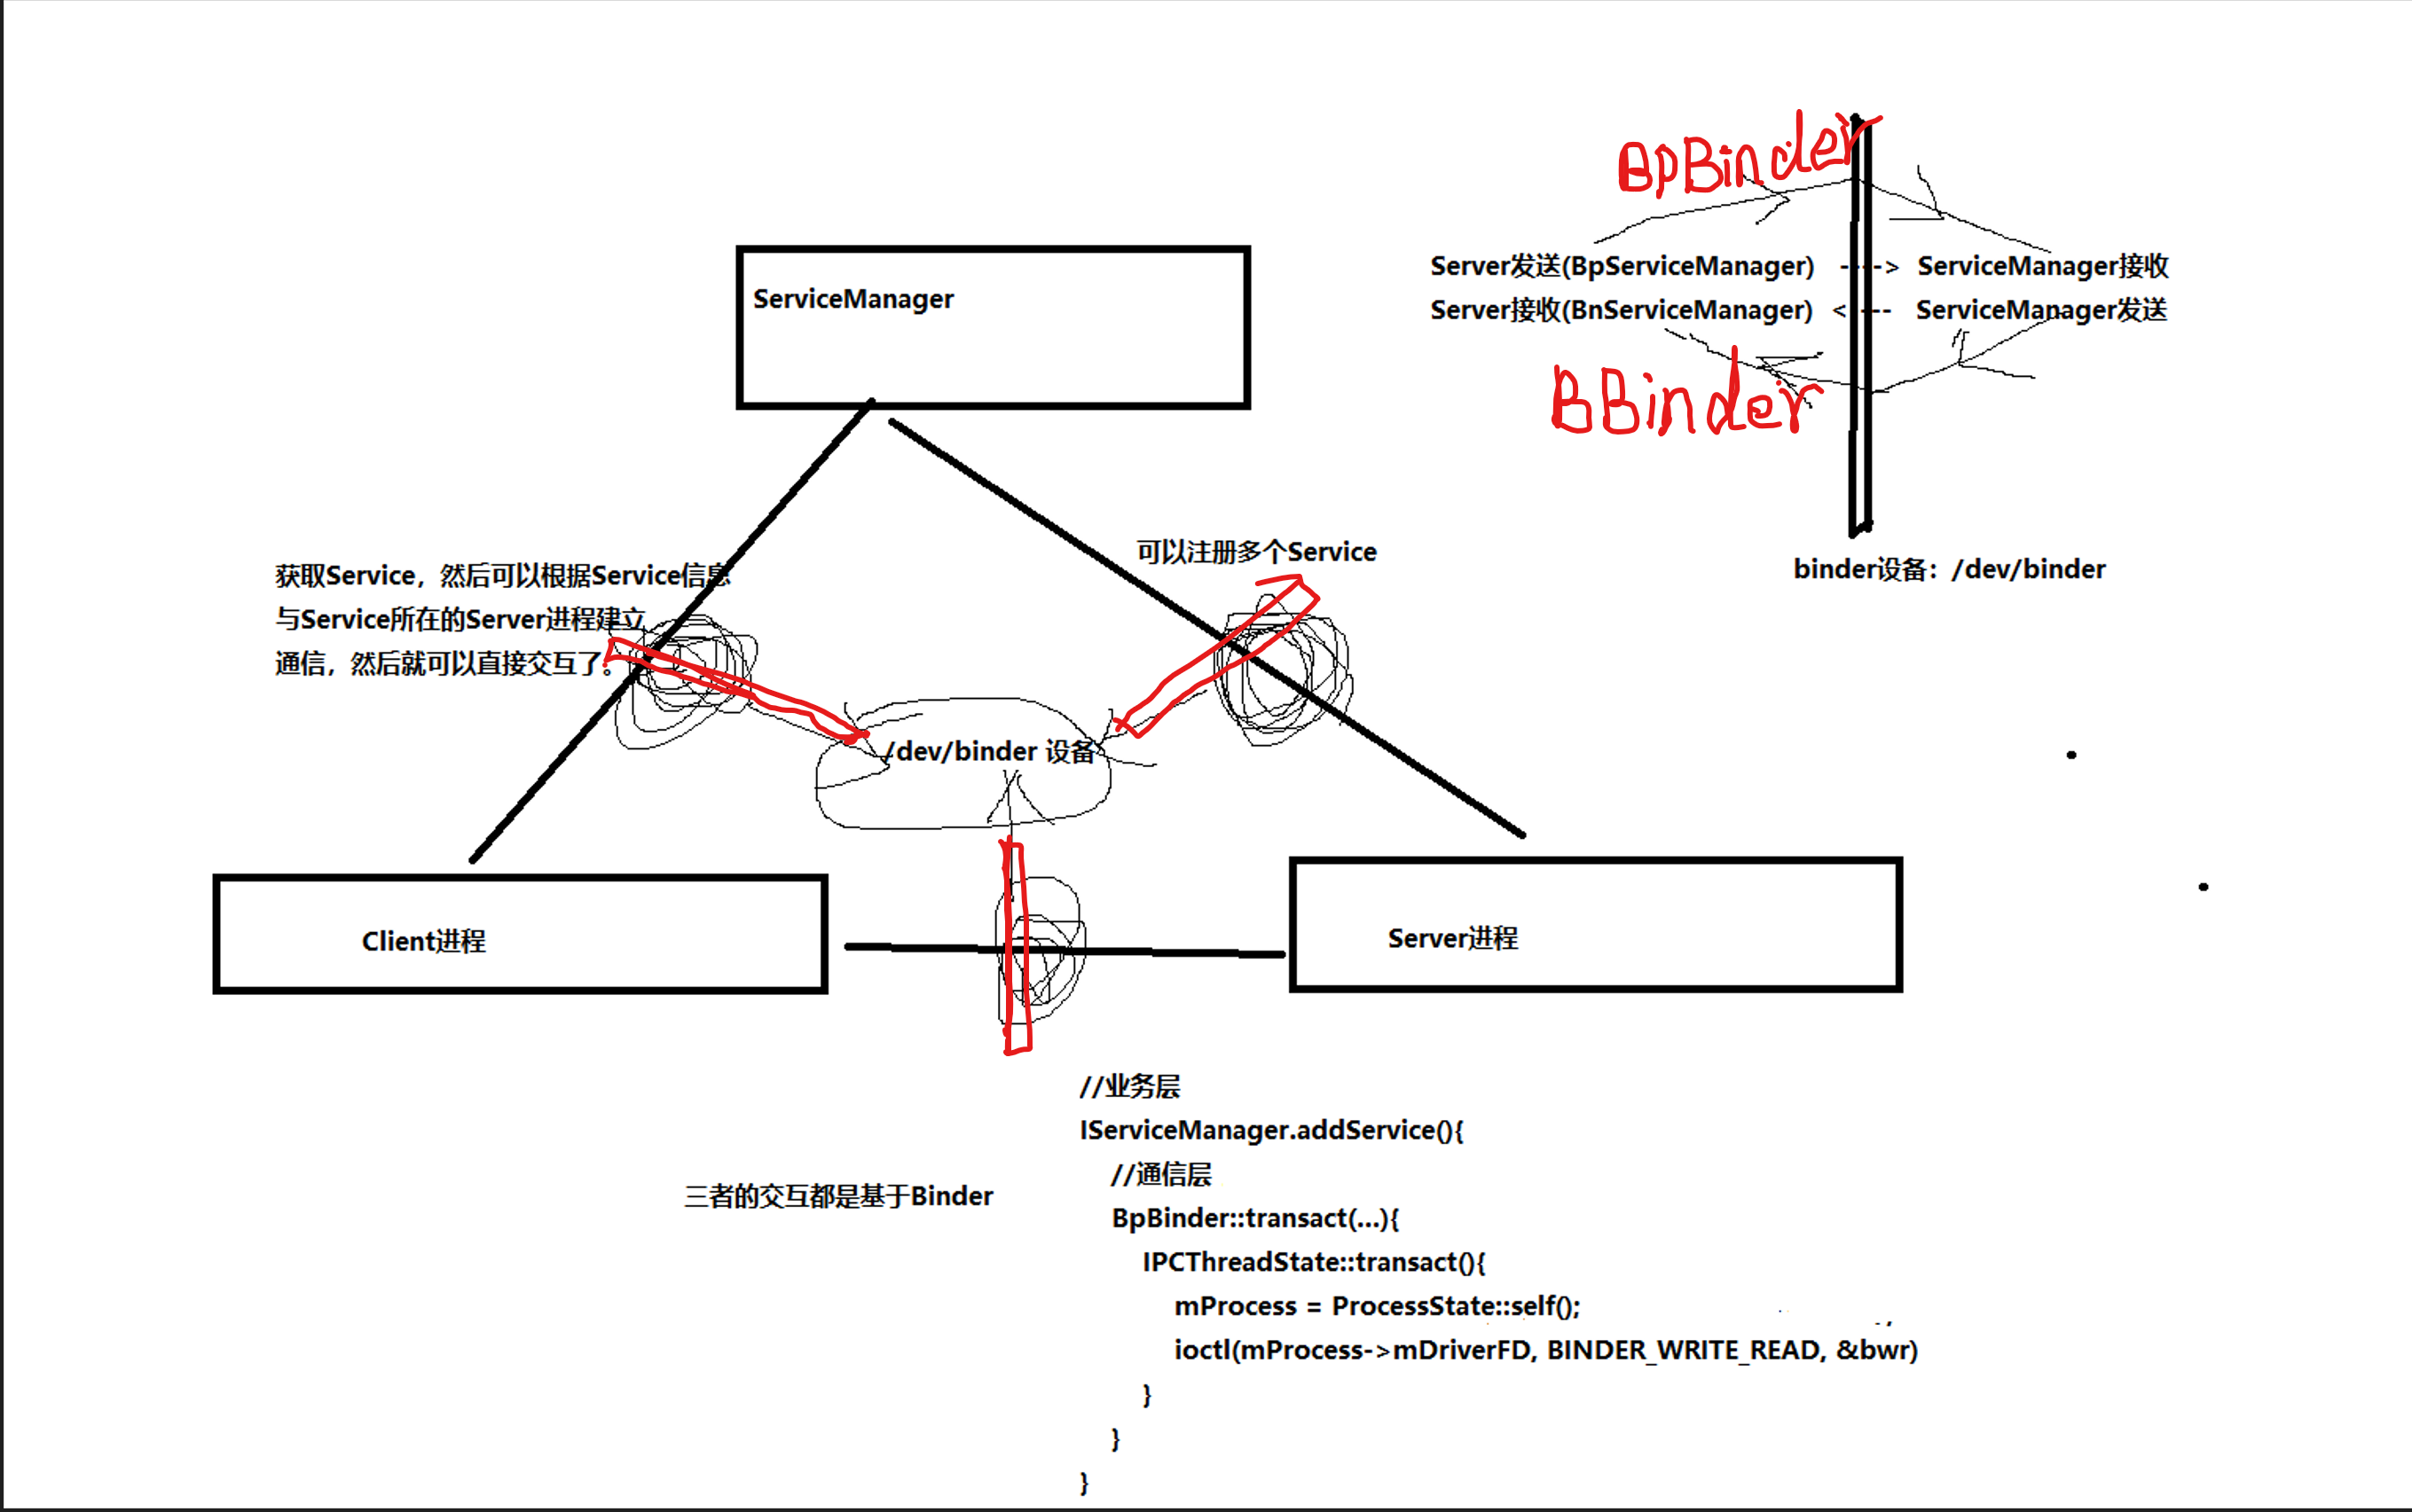 BpBinder
Server发送(BpServiceManager) ----> ServiceManager接收
Server接收(BnServiceManager) <--- ServiceManager发送
BBinder
binder设备：/dev/binder
ServiceManager
可以注册多个Service
获取Service，然后可以根据Service信息
与Service所在的Server进程建立
通信，然后就可以直接交互了。
/dev/binder 设备
Client进程
Server进程
三者的交互都是基于Binder
//业务层
IServiceManager.addService(){
//通信层
BpBinder::transact(...){
IPCThreadState::transact(){
mProcess = ProcessState::self();
ioctl(mProcess->mDriverFD, BINDER_WRITE_READ, &bwr)
}
}
}